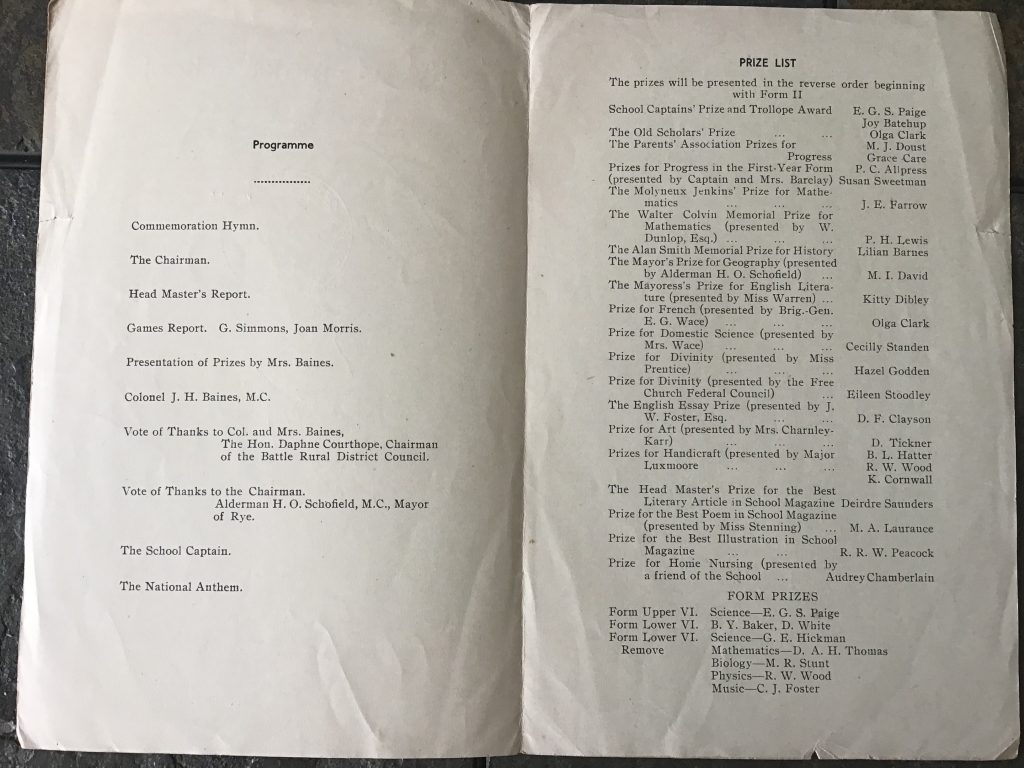 Programme
Commemoration Hymn.
The Chairman.
Head Master's Report.
Games Report. G. Simmons, Joan Morris.
Presentation of Prizes by Mrs. Baines.
Colonel J. H. Baines, M.C.
Vote of Thanks to Col. and Mrs. Baines,
The Hon. Daphne Courthope, Chairman
of the Battle Rural District Council.
Vote of Thanks to the Chairman.
Alderman H. O. Schofield, M.C., Mayor
of Rye.
The School Captain.
The National Anthem.
PRIZE LIST
The prizes will be presented in the reverse order beginning
with Form II
School Captains' Prize and Trollope Award E. G. S. Paige
Joy Batehup
The Old Scholars' Prize ... ... Olga Clark
The Parents' Association Prizes for M. J. Doust
Progress Grace Care
Prizes for Progress in the First-Year Form P. C. Allpress
(presented by Captain and Mrs. Barclay) Susan Sweetman
The Molyneux Jenkins' Prize for Mathe-
matics ... ... ... J. E. Farrow
The Walter Colvin Memorial Prize for
Mathematics (presented by W.
Dunlop, Esq.) ... ... ... P. H. Lewis
The Alan Smith Memorial Prize for History Lilian Barnes
The Mayor's Prize for Geography (presented
by Alderman H. O. Schofield) ... M. I. David
The Mayoress's Prize for English Litera-
ture (presented by Miss Warren) ... Kitty Dibley
Prize for French (presented by Brig.-Gen.
E. G. Wace) ... ... ... Olga Clark
Prize for Domestic Science (presented by
Mrs. Wace) ... ... ... Cecilly Standen
Prize for Divinity (presented by Miss
Prentice) ... ... ... Hazel Godden
Prize for Divinity (presented by the Free
Church Federal Council) ... Eileen Stoodley
The English Essay Prize (presented by J.
W. Foster, Esq. ... ... D. F. Clayson
Prize for Art (presented by Mrs. Charnley-
Karr) ... ... ... D. Tickner
Prizes for Handicraft (presented by Major B. L. Hatter
Luxmoore ... ... ... R. W. Wood
K. Cornwall
The Head Master's Prize for the Best
Literary Article in School Magazine Deirdre Saunders
Prize for the Best Poem in School Magazine
(presented by Miss Stenning) ... M. A. Laurance
Prize for the Best Illustration in School
Magazine ... ... R. R. W. Peacock
Prize for Home Nursing (presented by
a friend of the School ... Audrey Chamberlain
FORM PRIZES
Form Upper VI. Science—E. G. S. Paige
Form Lower VI. B. Y. Baker, D. White
Form Lower VI. Science—G. E. Hickman
Remove Mathematics—D. A. H. Thomas
Biology—M. R. Stunt
Physics—R. W. Wood
Music—C. J. Foster